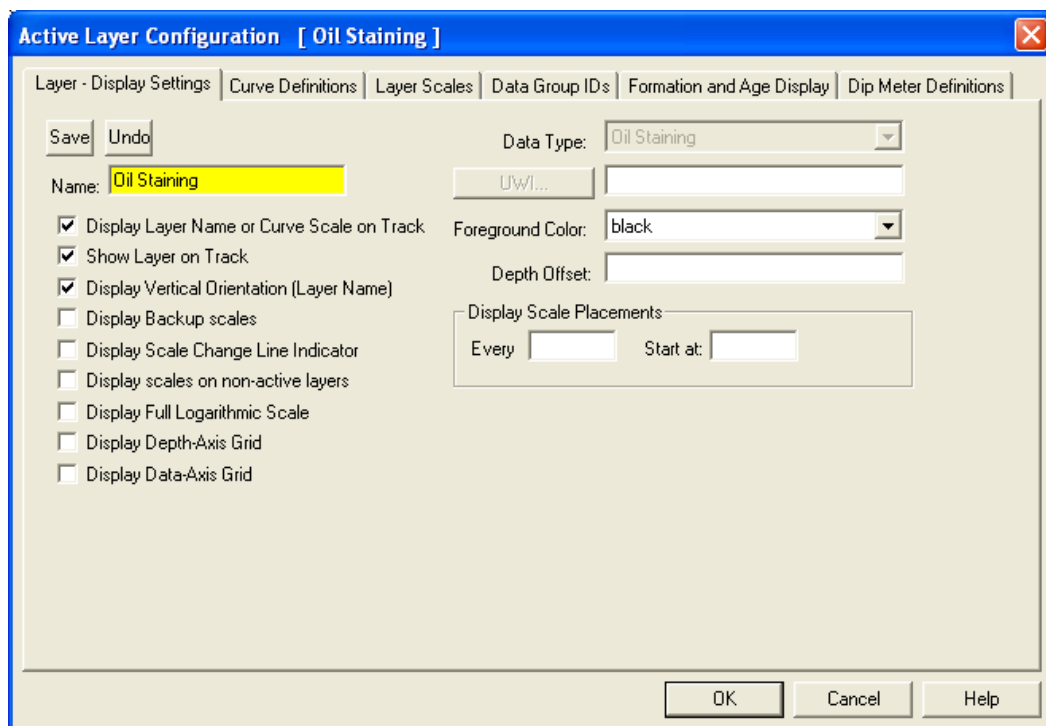 Active Layer Configuration [ Oil Staining ]
Layer - Display Settings Curve Definitions Layer Scales Data Group IDs Formation and Age Display Dip Meter Definitions
Save Undo
Name: Oil Staining
Display Layer Name or Curve Scale on Track
Show Layer on Track
Display Vertical Orientation (Layer Name)
Display Backup scales
Display Scale Change Line Indicator
Display scales on non-active layers
Display Full Logarithmic Scale
Display Depth-Axis Grid
Display Data-Axis Grid
Data Type: Oil Staining
UWI...
Foreground Color: black
Depth Offset:
Display Scale Placements
Every Start at:
OK Cancel Help